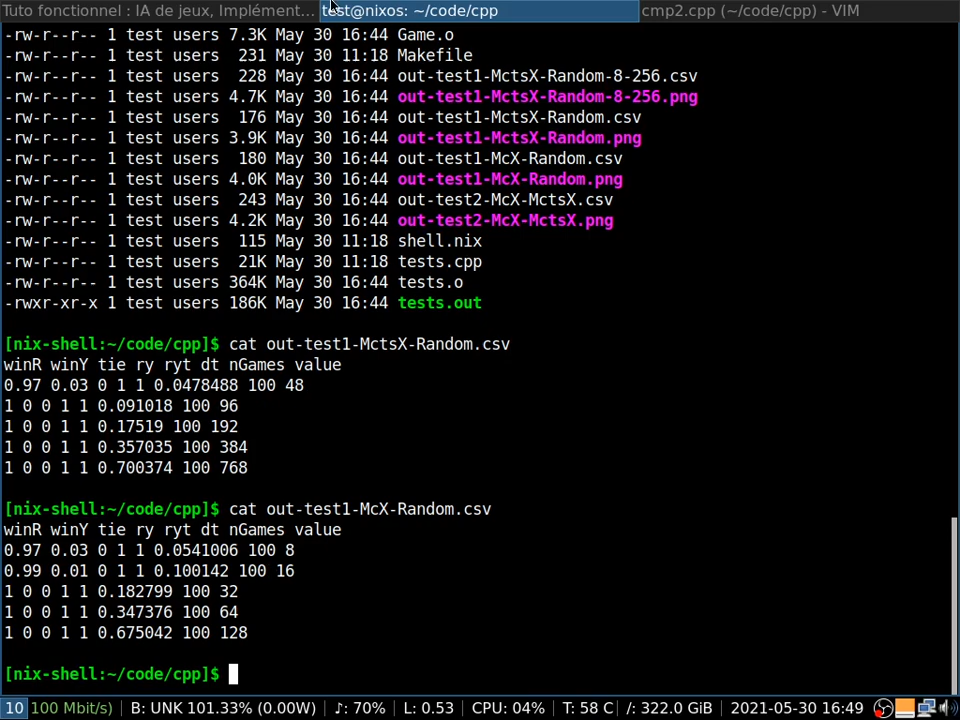 Tuto fonctionnel : IA de jeux, Implément... test@nixos: ~/code/cpp cmp2.cpp (~/code/cpp) - VIM
-rw-r--r-- 1 test users 7.3K May 30 16:44 Game.o
-rw-r--r-- 1 test users 231 May 30 11:18 Makefile
-rw-r--r-- 1 test users 228 May 30 16:44 out-test1-MctsX-Random-8-256.csv
-rw-r--r-- 1 test users 4.7K May 30 16:44 out-test1-MctsX-Random-8-256.png
-rw-r--r-- 1 test users 176 May 30 16:44 out-test1-MctsX-Random.csv
-rw-r--r-- 1 test users 3.9K May 30 16:44 out-test1-MctsX-Random.png
-rw-r--r-- 1 test users 180 May 30 16:44 out-test1-McX-Random.csv
-rw-r--r-- 1 test users 4.0K May 30 16:44 out-test1-McX-Random.png
-rw-r--r-- 1 test users 243 May 30 16:44 out-test2-McX-MctsX.csv
-rw-r--r-- 1 test users 4.2K May 30 16:44 out-test2-McX-MctsX.png
-rw-r--r-- 1 test users 115 May 30 11:18 shell.nix
-rw-r--r-- 1 test users 21K May 30 11:18 tests.cpp
-rw-r--r-- 1 test users 364K May 30 16:44 tests.o
-rwxr-xr-x 1 test users 186K May 30 16:44 tests.out
[nix-shell:~/code/cpp]$ cat out-test1-MctsX-Random.csv
winR winY tie ry ryt dt nGames value
0.97 0.03 0 1 1 0.0478488 100 48
1 0 0 1 1 0.091018 100 96
1 0 0 1 1 0.17519 100 192
1 0 0 1 1 0.357035 100 384
1 0 0 1 1 0.700374 100 768
[nix-shell:~/code/cpp]$ cat out-test1-McX-Random.csv
winR winY tie ry ryt dt nGames value
0.97 0.03 0 1 1 0.0541006 100 8
0.99 0.01 0 1 1 0.100142 100 16
1 0 0 1 1 0.182799 100 32
1 0 0 1 1 0.347376 100 64
1 0 0 1 1 0.675042 100 128
[nix-shell:~/code/cpp]$
10 100 Mbit/s) | B: UNK 101.33% (0.00W) | ♪: 70% | L: 0.53 | CPU: 04% | T: 58 C | /: 322.0 GiB | 2021-05-30 16:49